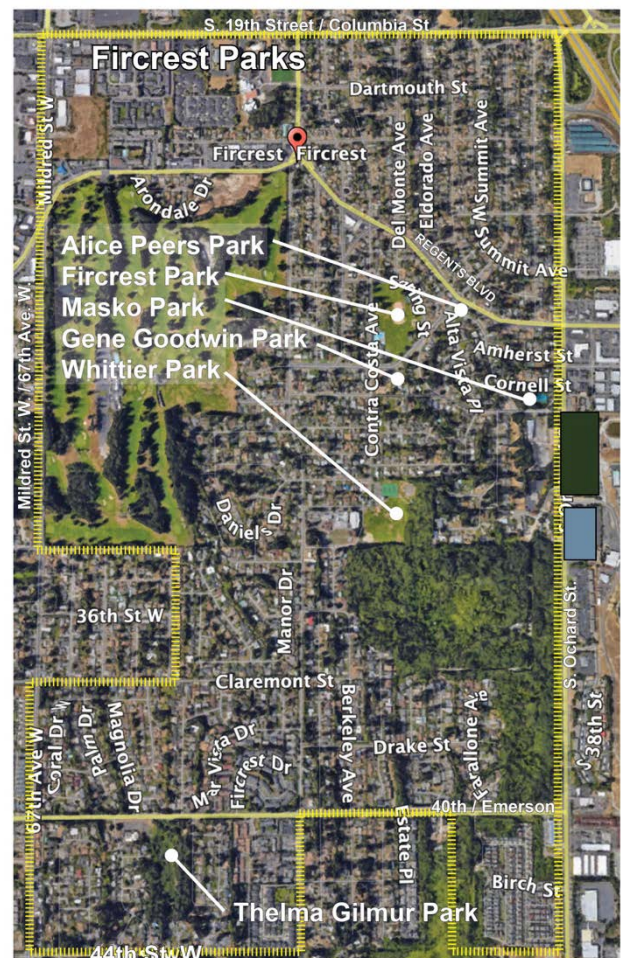 S. 19th Street / Columbia St
Fircrest Parks
Dartmouth St
Mildred St W
Fircrest Fircrest
Arondale Dr
Del Monte Ave
Eldorado Ave
Summit Ave
Summit Ave
REGENTS BLVD
Alice Peers Park
Fircrest Park
Masko Park
Gene Goodwin Park
Whittier Park
Spring St
Alta Vista Pl
Amherst St
Cornell St
Contra Costa Ave
Mildred St. W / 67th Ave. W.
Daniels Dr
36th St W
Manor Dr
S. Ochard St.
Claremont St
Coral Dr W
Palm Dr
Magnolia Dr
Mar Vista Dr
Fircrest Dr
Berkeley Ave
Drake St
Farallone Av
S 38th St
67th Ave W
40th / Emerson
Estate Pl
Birch St
Thelma Gilmur Park
44th St. W